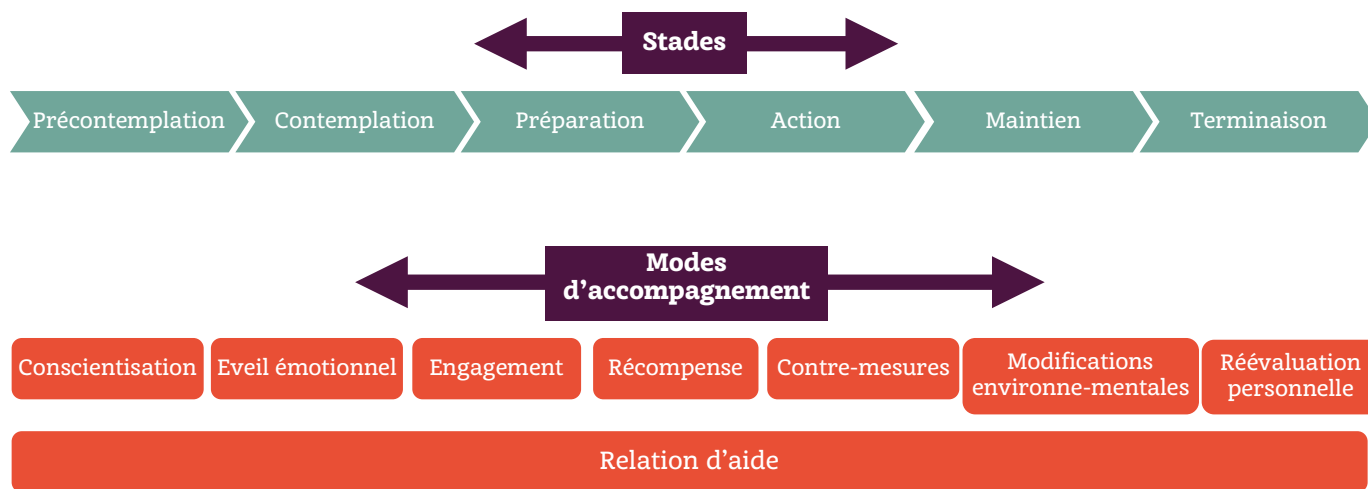 Stades
Précontemplation
Contemplation
Préparation
Action
Maintien
Terminaison
Modes
d'accompagnement
Conscientisation
Eveil émotionnel
Engagement
Récompense
Contre-mesures
Modifications
environne-mentales
Réévaluation
personnelle
Relation d'aide